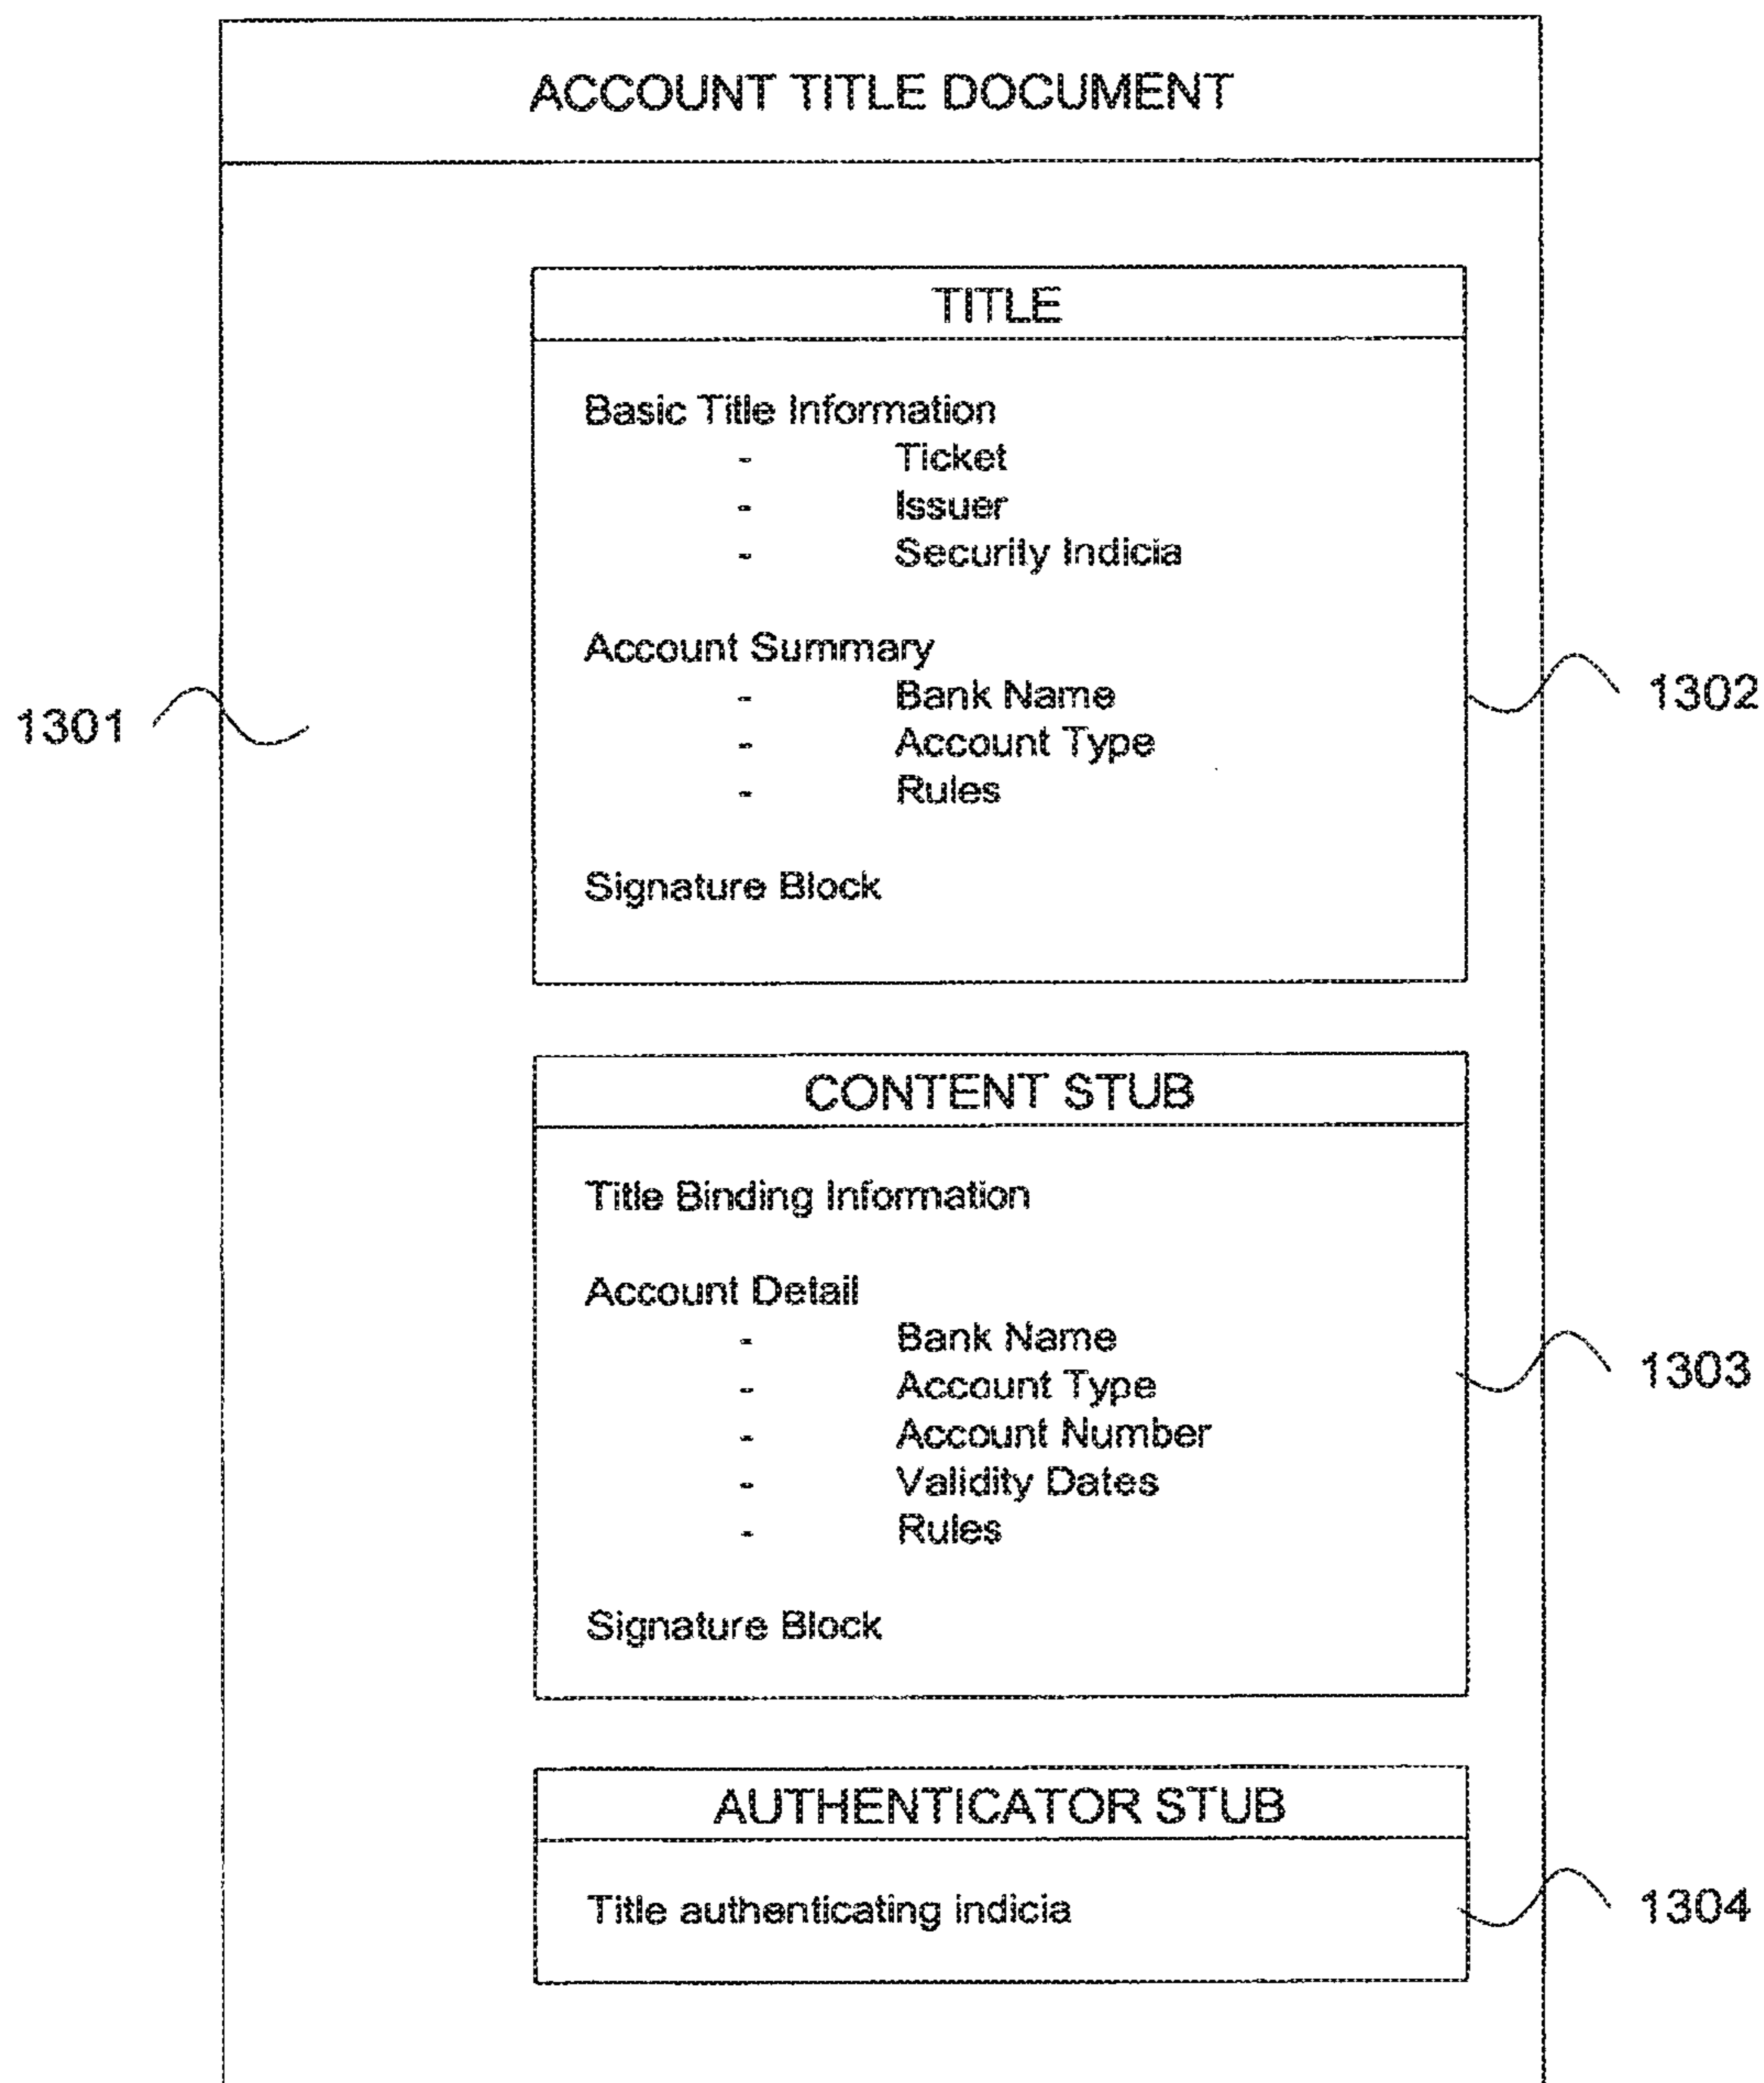 ACCOUNT TITLE DOCUMENT
TITLE
Basic Title Information
- Ticket
- Issuer
- Security Indicia
Account Summary
- Bank Name
- Account Type
- Rules
Signature Block
1301
1302
CONTENT STUB
Title Binding Information
Account Detail
- Bank Name
- Account Type
- Account Number
- Validity Dates
- Rules
Signature Block
1303
AUTHENTICATOR STUB
Title authenticating indicia
1304